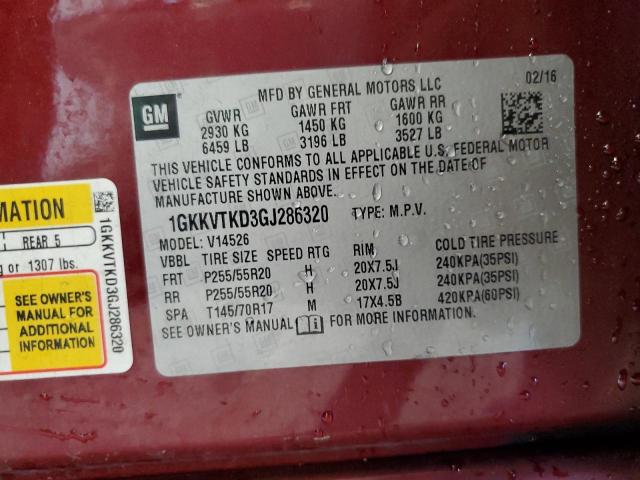 GM
MFD BY GENERAL MOTORS LLC 02/16
GVWR GAWR FRT GAWR RR
2930 KG 1450 KG 1600 KG
6459 LB 3196 LB 3527 LB
THIS VEHICLE CONFORMS TO ALL APPLICABLE U.S. FEDERAL MOTOR
VEHICLE SAFETY STANDARDS IN EFFECT ON THE DATE OF
MANUFACTURE SHOWN ABOVE.
1GKKVTKD3GJ286320 TYPE: M.P.V.
MODEL: V14526
VBBL TIRE SIZE SPEED RTG RIM COLD TIRE PRESSURE
FRT P255/55R20 H 20X7.5J 240KPA(35PSI)
RR P255/55R20 H 20X7.5J 240KPA(35PSI)
SPA T145/70R17 M 17X4.5B 420KPA(60PSI)
SEE OWNER'S MANUAL FOR MORE INFORMATION.
MATION
REAR 5
or 1307 lbs.
SEE OWNER'S
MANUAL FOR
ADDITIONAL
INFORMATION
1GKKVTKD3GJ286320